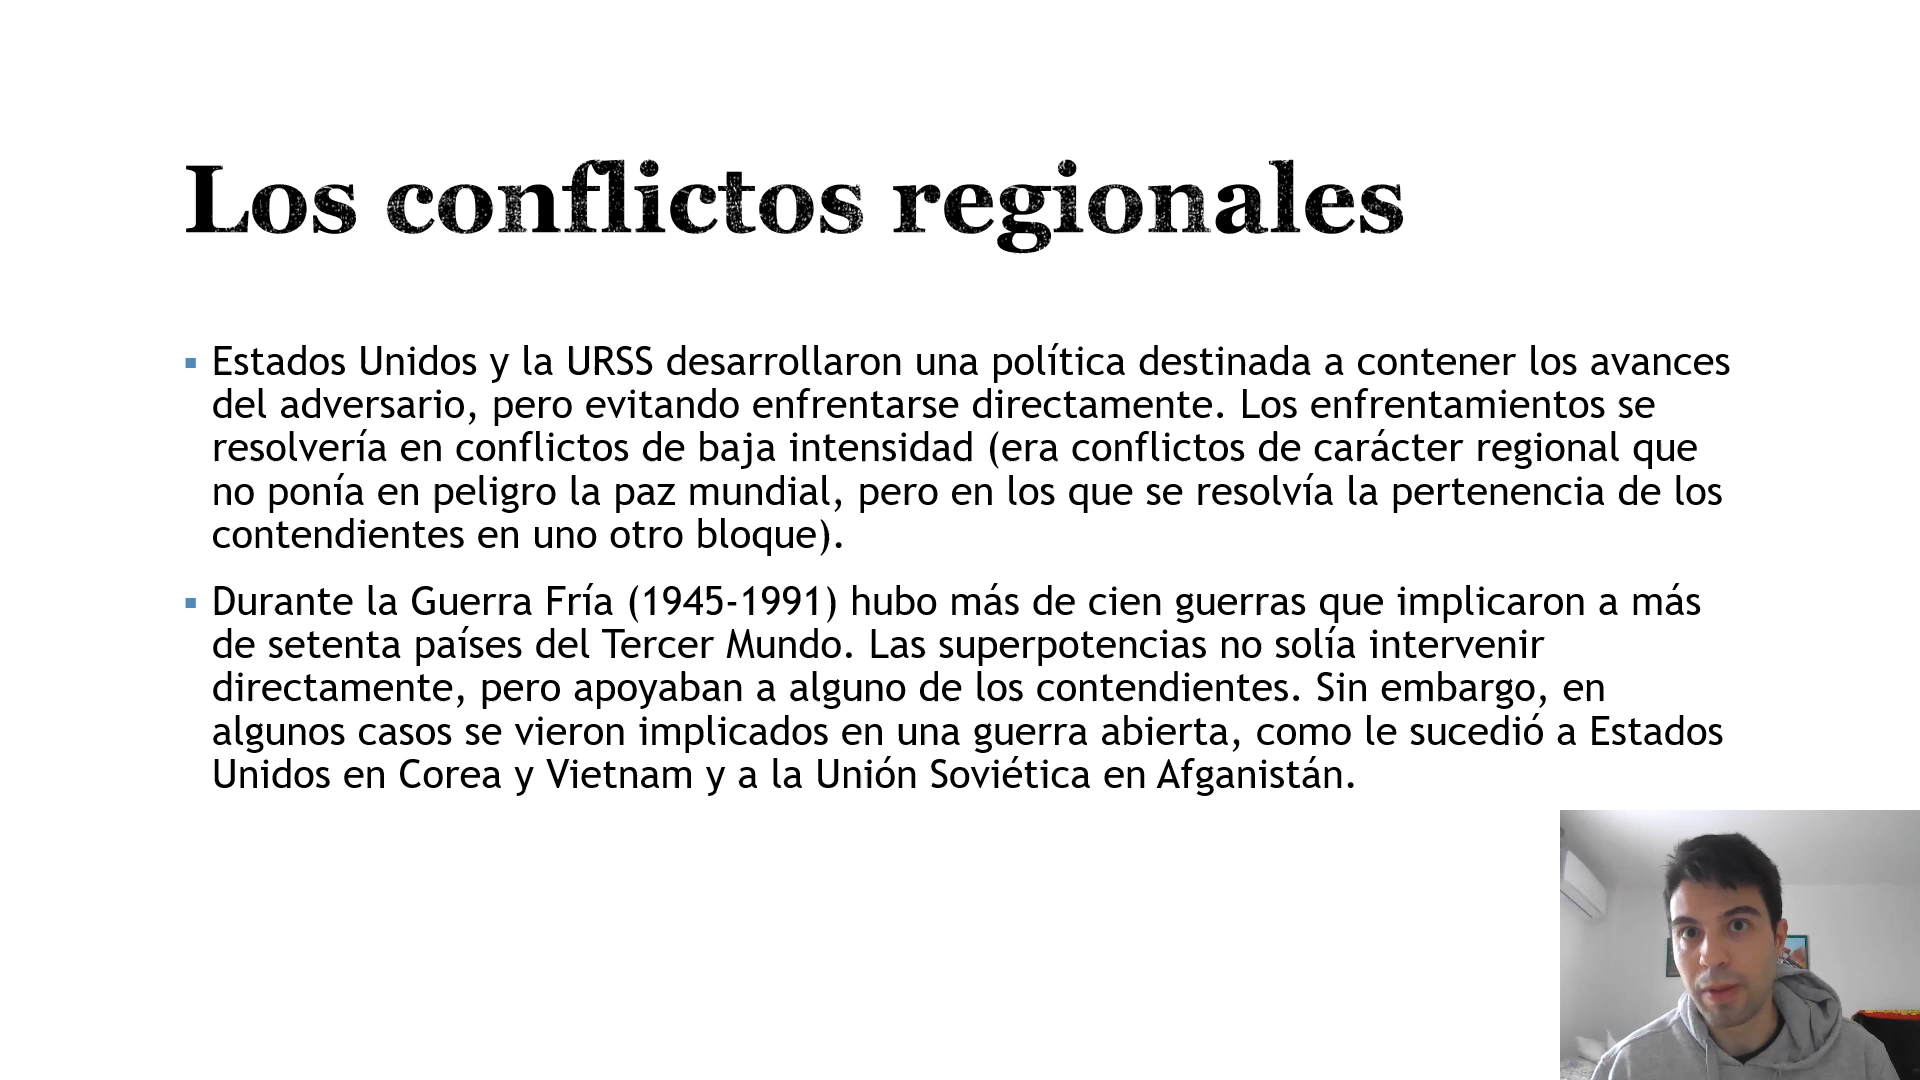 Los conflictos regionales
Estados Unidos y la URSS desarrollaron una política destinada a contener los avances
del adversario, pero evitando enfrentarse directamente. Los enfrentamientos se
resolvería en conflictos de baja intensidad (era conflictos de carácter regional que
no ponía en peligro la paz mundial, pero en los que se resolvía la pertenencia de los
contendientes en uno otro bloque).
Durante la Guerra Fría (1945-1991) hubo más de cien guerras que implicaron a más
de setenta países del Tercer Mundo. Las superpotencias no solía intervenir
directamente, pero apoyaban a alguno de los contendientes. Sin embargo, en
algunos casos se vieron implicados en una guerra abierta, como le sucedió a Estados
Unidos en Corea y Vietnam y a la Unión Soviética en Afganistán.